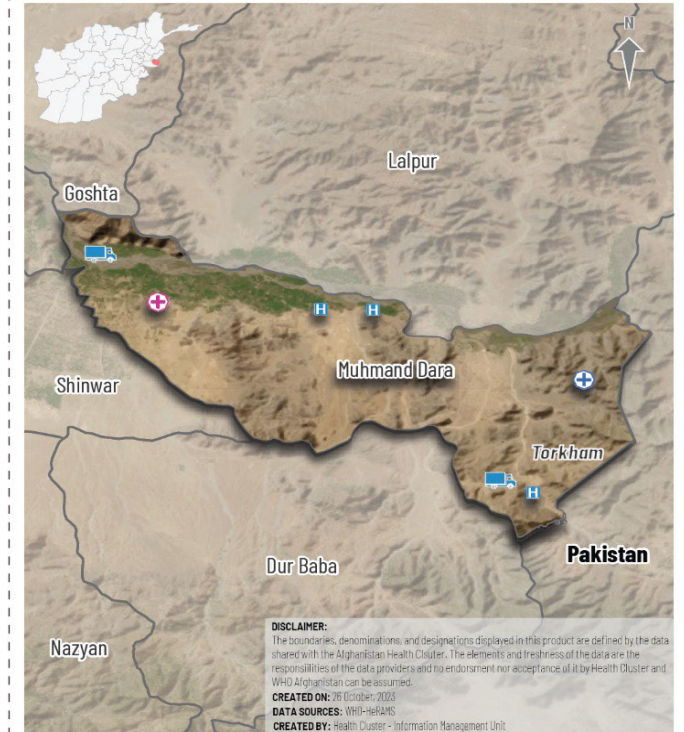 N
Lalpur
Goshta
H
H
Muhmand Dara
Shinwar
Torkham
H
Pakistan
Dur Baba
Nazyan
DISCLAIMER:
The boundaries, denominations, and designations displayed in this product are defined by the data
shared with the Afghanistan Health Clsuter. The elements and freshness of the data are the
responsiilities of the data providers and no endorsment nor acceptance of it by Health Cluster and
WHO Afghanistan can be assumed.
CREATED ON: 26 October, 2023
DATA SOURCES: WHO-HeRAMS
CREATED BY: Health Cluster - Information Management Unit